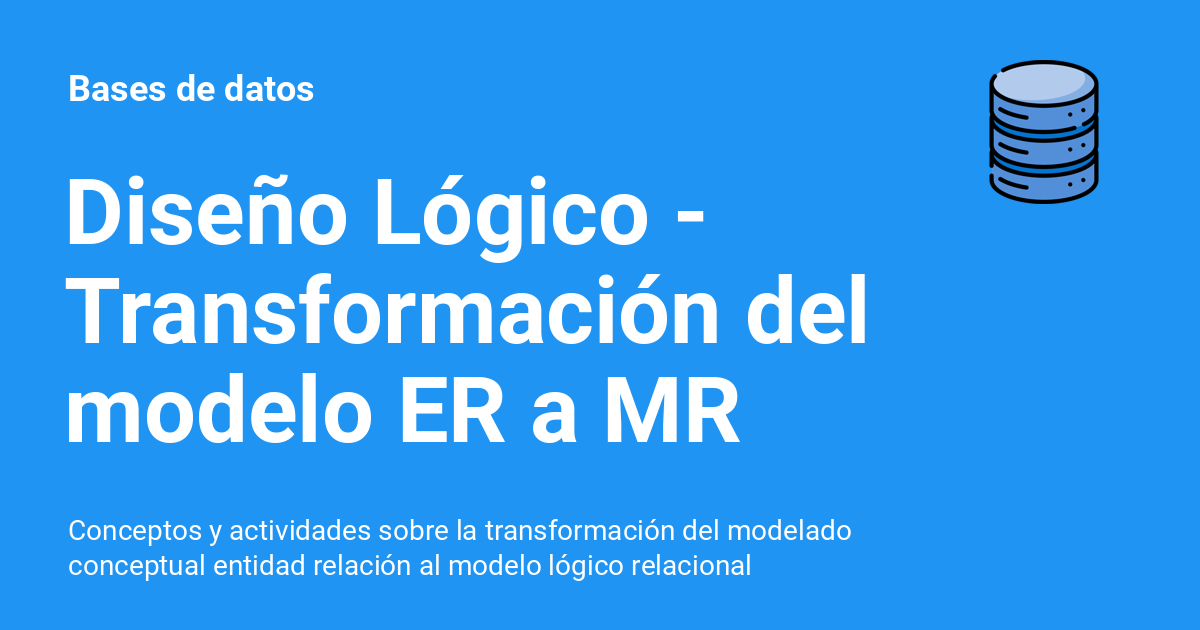 Bases de datos
Diseño Lógico -
Transformación del
modelo ER a MR
Conceptos y actividades sobre la transformación del modelado
conceptual entidad relación al modelo lógico relacional